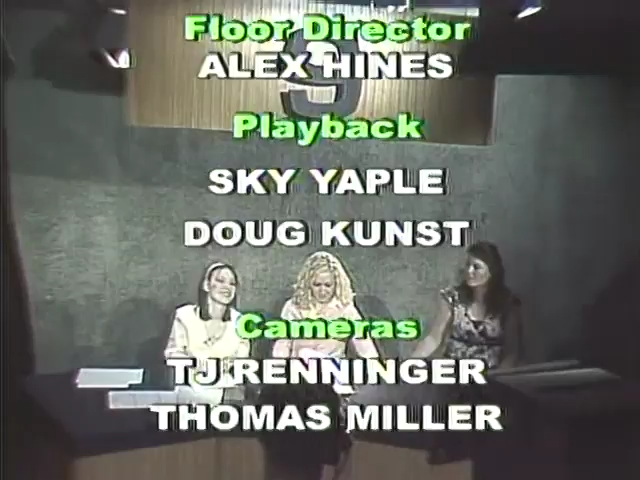 Floor Director
ALEX HINES
Playback
SKY YAPLE
DOUG KUNST
Cameras
TJ RENNINGER
THOMAS MILLER